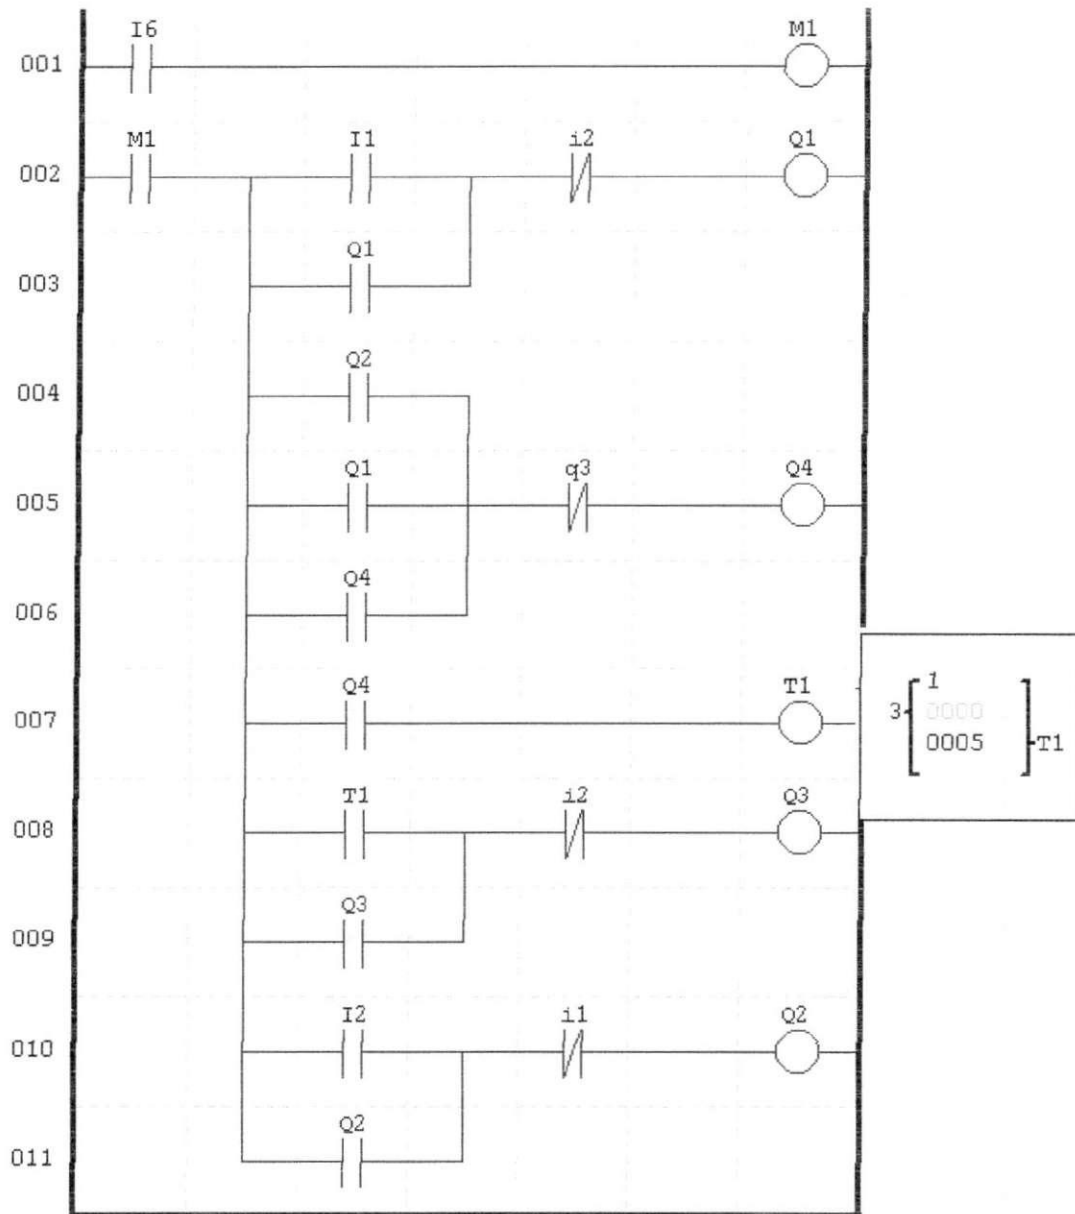 I6 M1
001
M1 I1 i2 Q1
002
Q1
003
Q2
004
Q1 q3 Q4
005
Q4
006
Q4 T1
007
1
3 0000
0005 T1
T1 i2 Q3
008
Q3
009
I2 i1 Q2
010
Q2
011